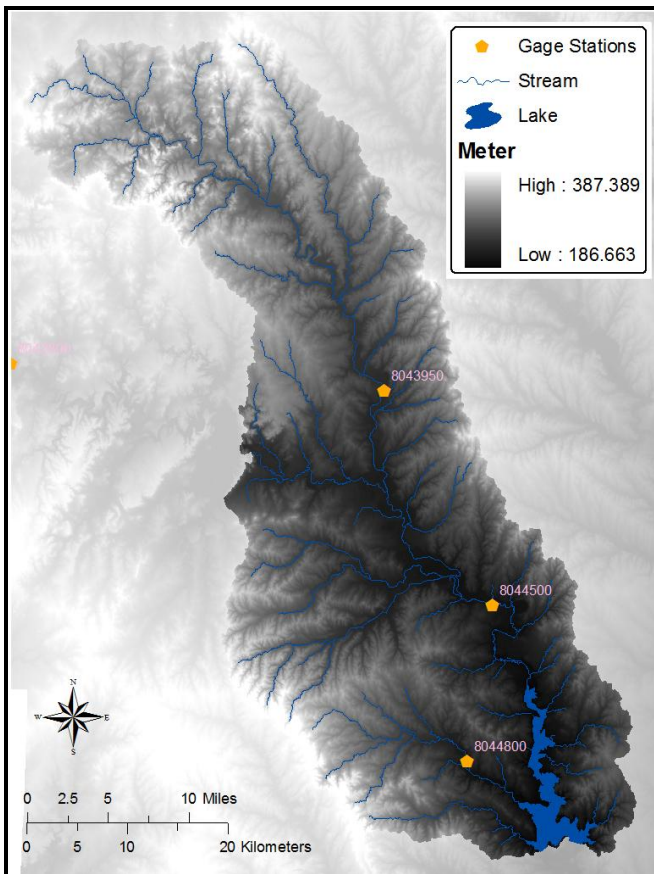 Gage Stations
Stream
Lake
Meter
High : 387.389
Low : 186.663
8043950
8044500
8044800
N
W E
S
0 2.5 5 10 Miles
0 5 10 20 Kilometers